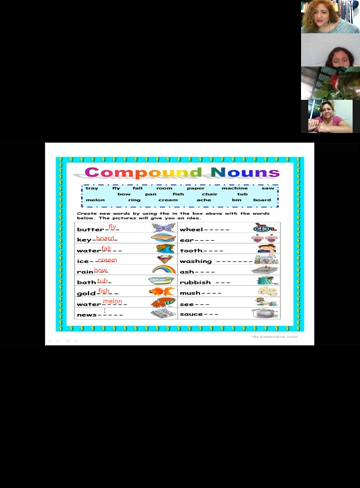 Compound Nouns
tray fly fall room paper machine saw
bow pan fish chair tub
melon ring cream ache bin board
Create new words by using the in the box above with the words
below. The pictures will give you an idea.
butter fly
key board
water fall
ice cream
rain bow
bath tub
gold fish
water melon
news-----
wheel-----
ear----
tooth----
washing -------
ash----
rubbish ---
mush----
see---
sauce---